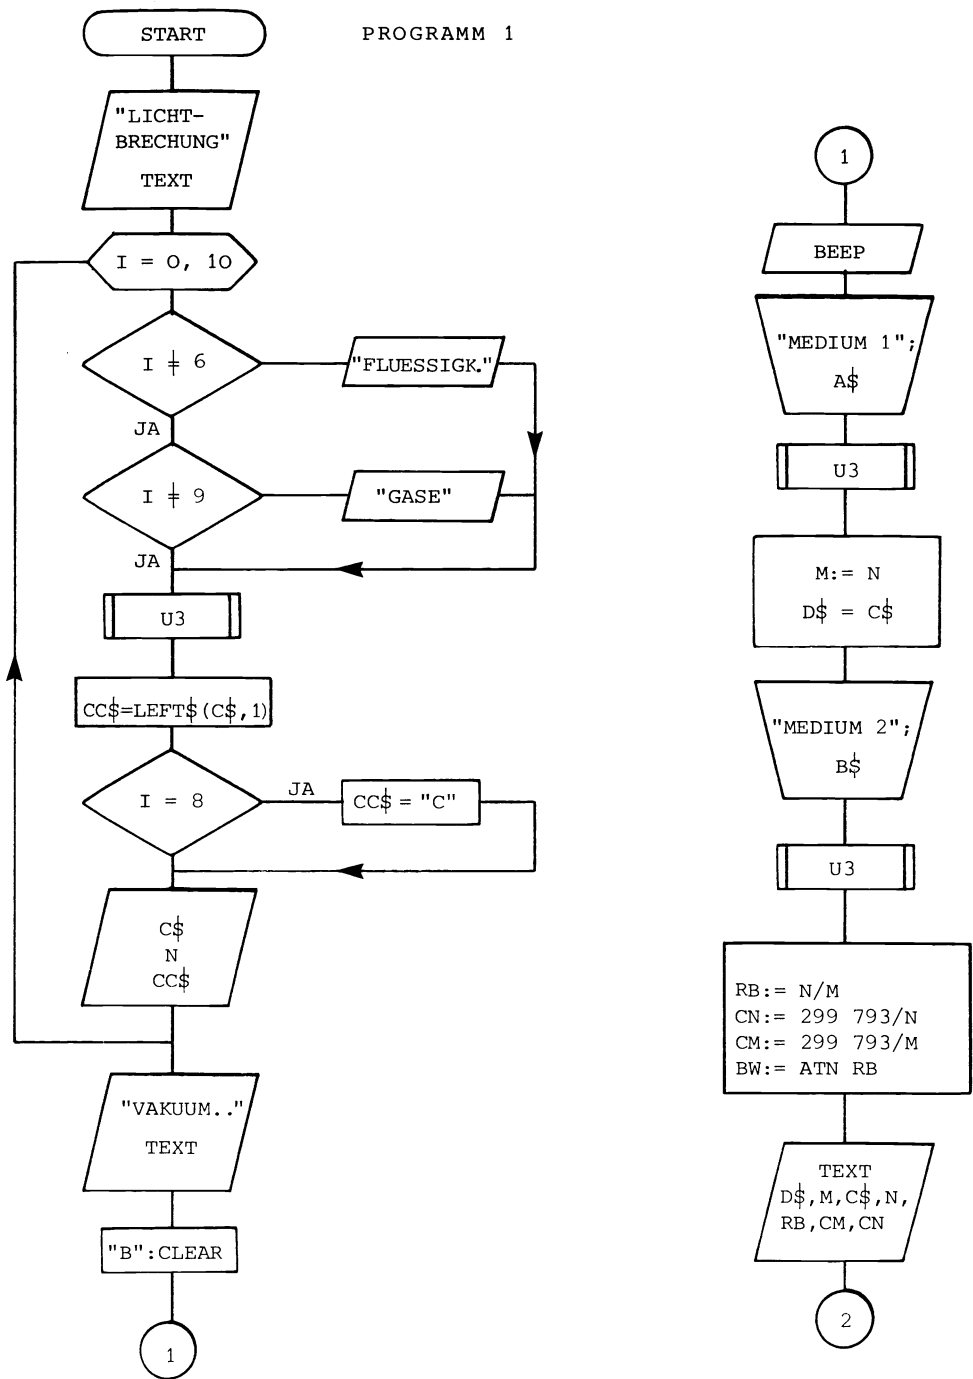 START
PROGRAMM 1
"LICHT-
BRECHUNG"
TEXT
I = 0, 10
I ǂ 6
"FLUESSIGK."
JA
I ǂ 9
"GASE"
JA
U3
CC$=LEFT$(C$,1)
I = 8
JA
CC$ = "C"
C$
N
CC$
"VAKUUM.."
TEXT
"B":CLEAR
1
1
BEEP
"MEDIUM 1";
A$
U3
M:= N
D$ = C$
"MEDIUM 2";
B$
U3
RB:= N/M
CN:= 299 793/N
CM:= 299 793/M
BW:= ATN RB
TEXT
D$,M,C$,N,
RB,CM,CN
2